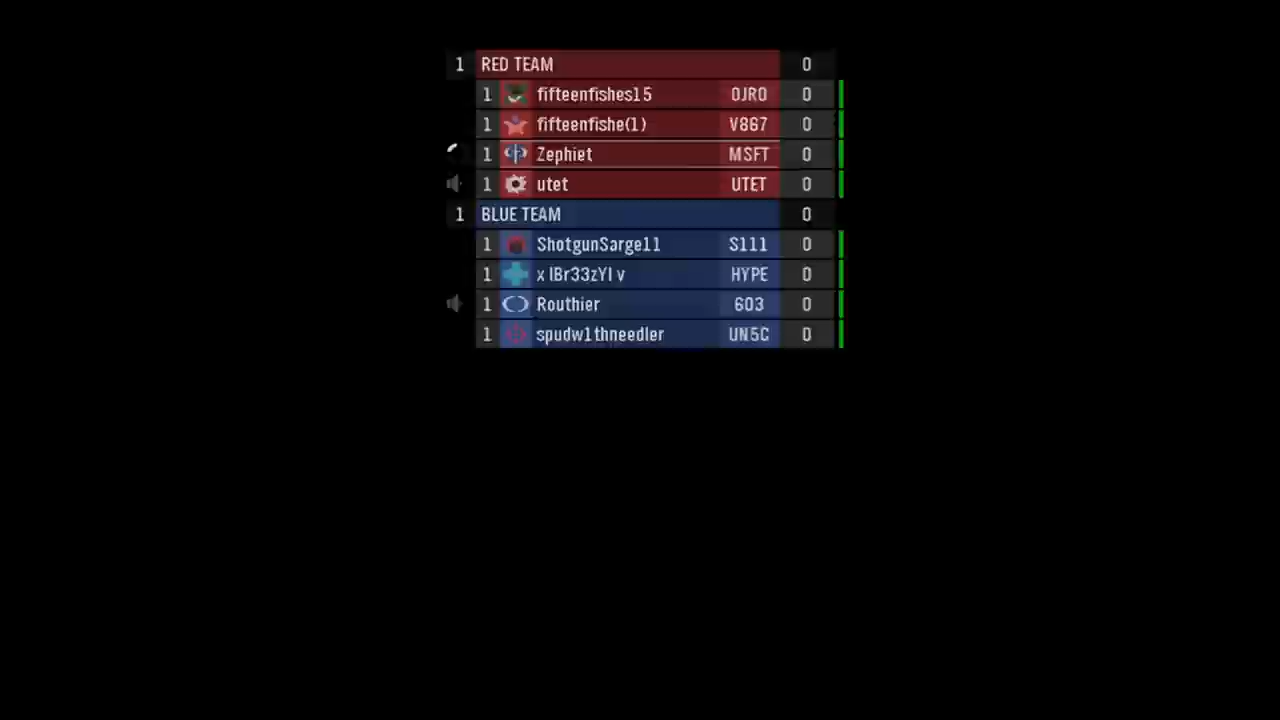 1 RED TEAM 0
1 fifteenfishes15 OJRO 0
1 fifteenfishe(1) V867 0
1 Zephiet MSFT 0
1 utet UTET 0
1 BLUE TEAM 0
1 ShotgunSarge11 S111 0
1 x lBr33zYl v HYPE 0
1 Routhier 603 0
1 spudw1thneedler UN5C 0